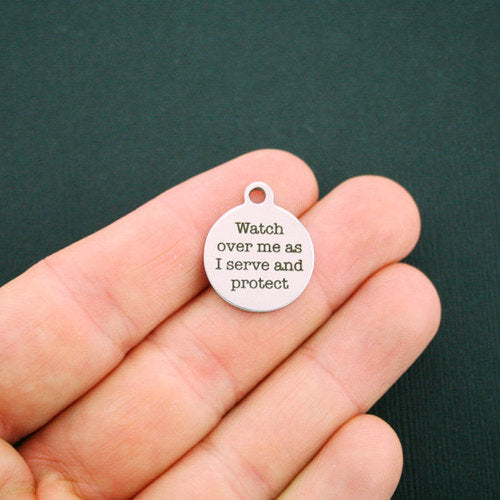 Watch
over me as
I serve and
protect